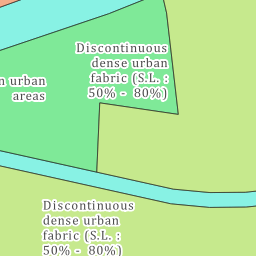 Discontinuous
dense urban
fabric (S.L. :
50% - 80%)
urban
areas
Discontinuous
dense urban
fabric (S.L. :
50% - 80%)